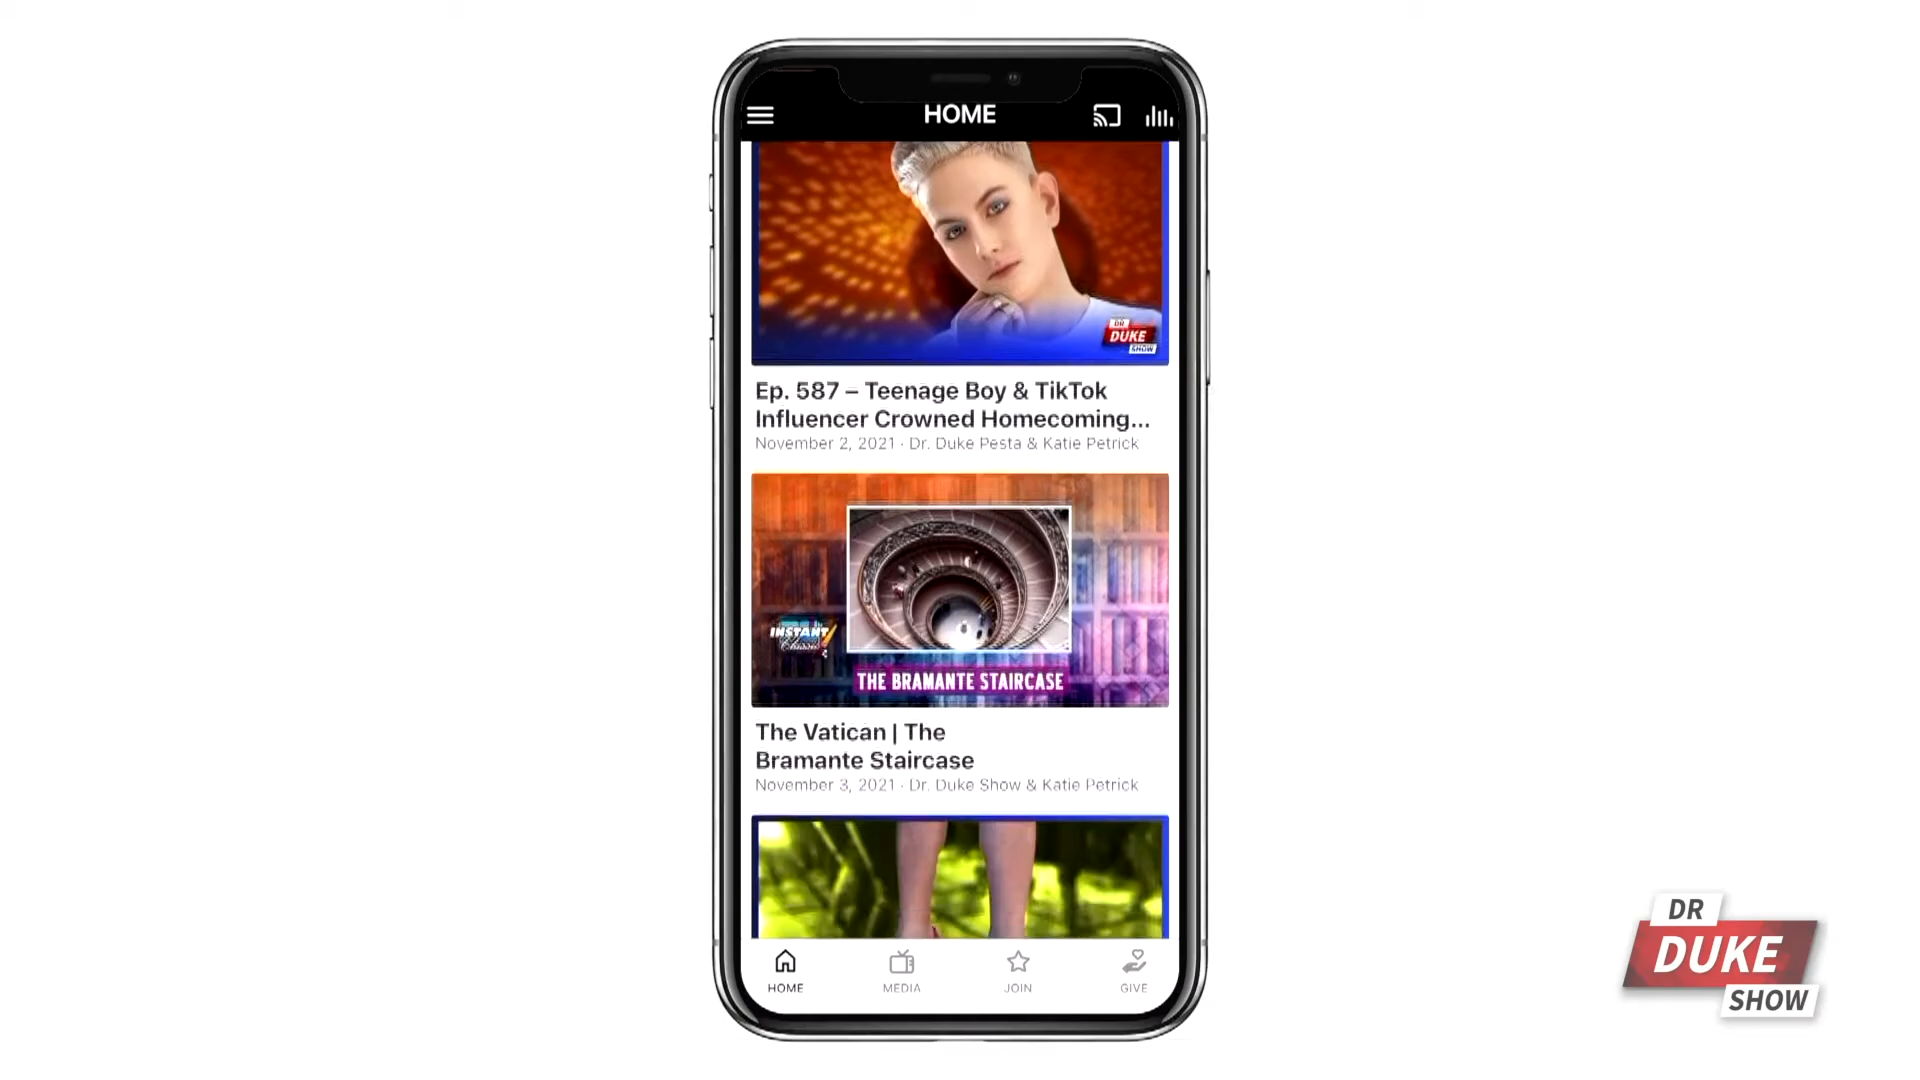 HOME
DR
DUKE
SHOW
Ep. 587 – Teenage Boy & TikTok
Influencer Crowned Homecoming...
November 2, 2021 · Dr. Duke Pesta & Katie Petrick
INSTANT
Classic
THE BRAMANTE STAIRCASE
The Vatican | The
Bramante Staircase
November 3, 2021 · Dr. Duke Show & Katie Petrick
HOME
MEDIA
JOIN
GIVE
DR
DUKE
SHOW